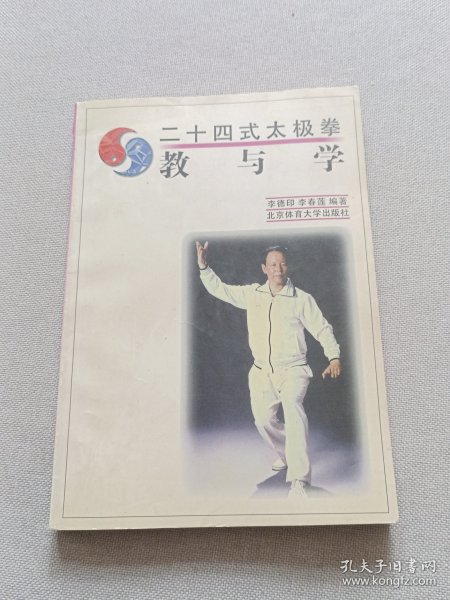 二十四式太极拳
教与学
李德印 李春莲 编著
北京体育大学出版社
孔夫子旧书网
www.kongfz.com